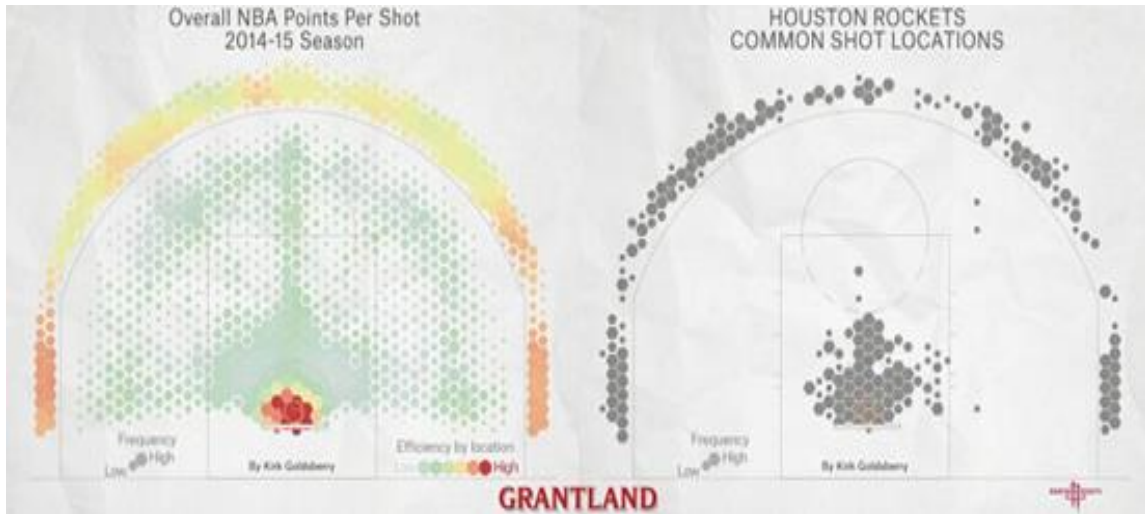 Overall NBA Points Per Shot
2014-15 Season
HOUSTON ROCKETS
COMMON SHOT LOCATIONS
Frequency
Low High
By Kirk Goldsberry
Efficiency by location
High
Frequency
Low High
By Kirk Goldsberry
GRANTLAND